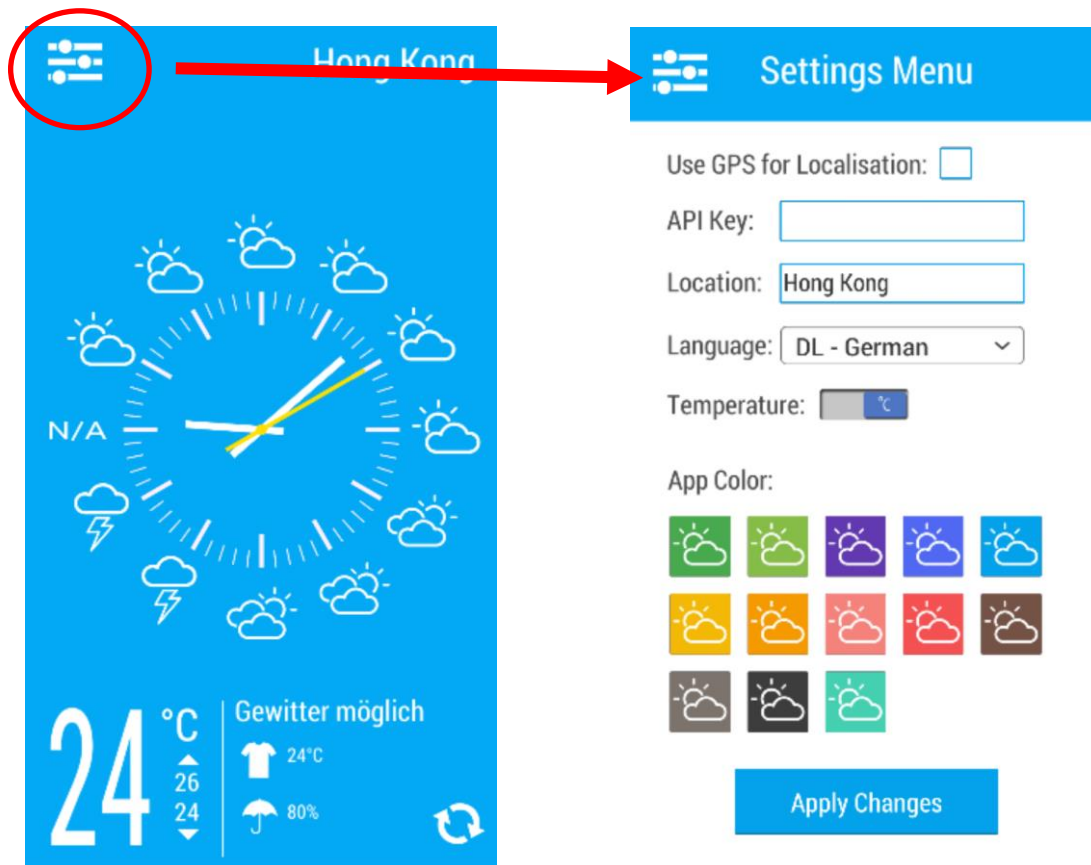 Hong Kong
N/A
24
°C
26
24
Gewitter möglich
24°C
80%
Settings Menu
Use GPS for Localisation:
API Key:
Location: Hong Kong
Language: DL - German
Temperature: °C
App Color:
Apply Changes